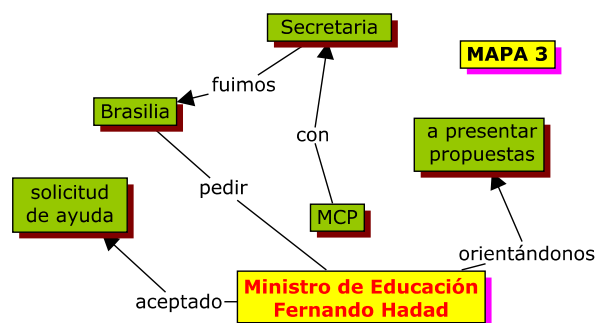 Secretaria
MAPA 3
fuimos
Brasilia
con
a presentar
propuestas
pedir
solicitud
de ayuda
MCP
orientándonos
Ministro de Educación
Fernando Hadad
aceptado